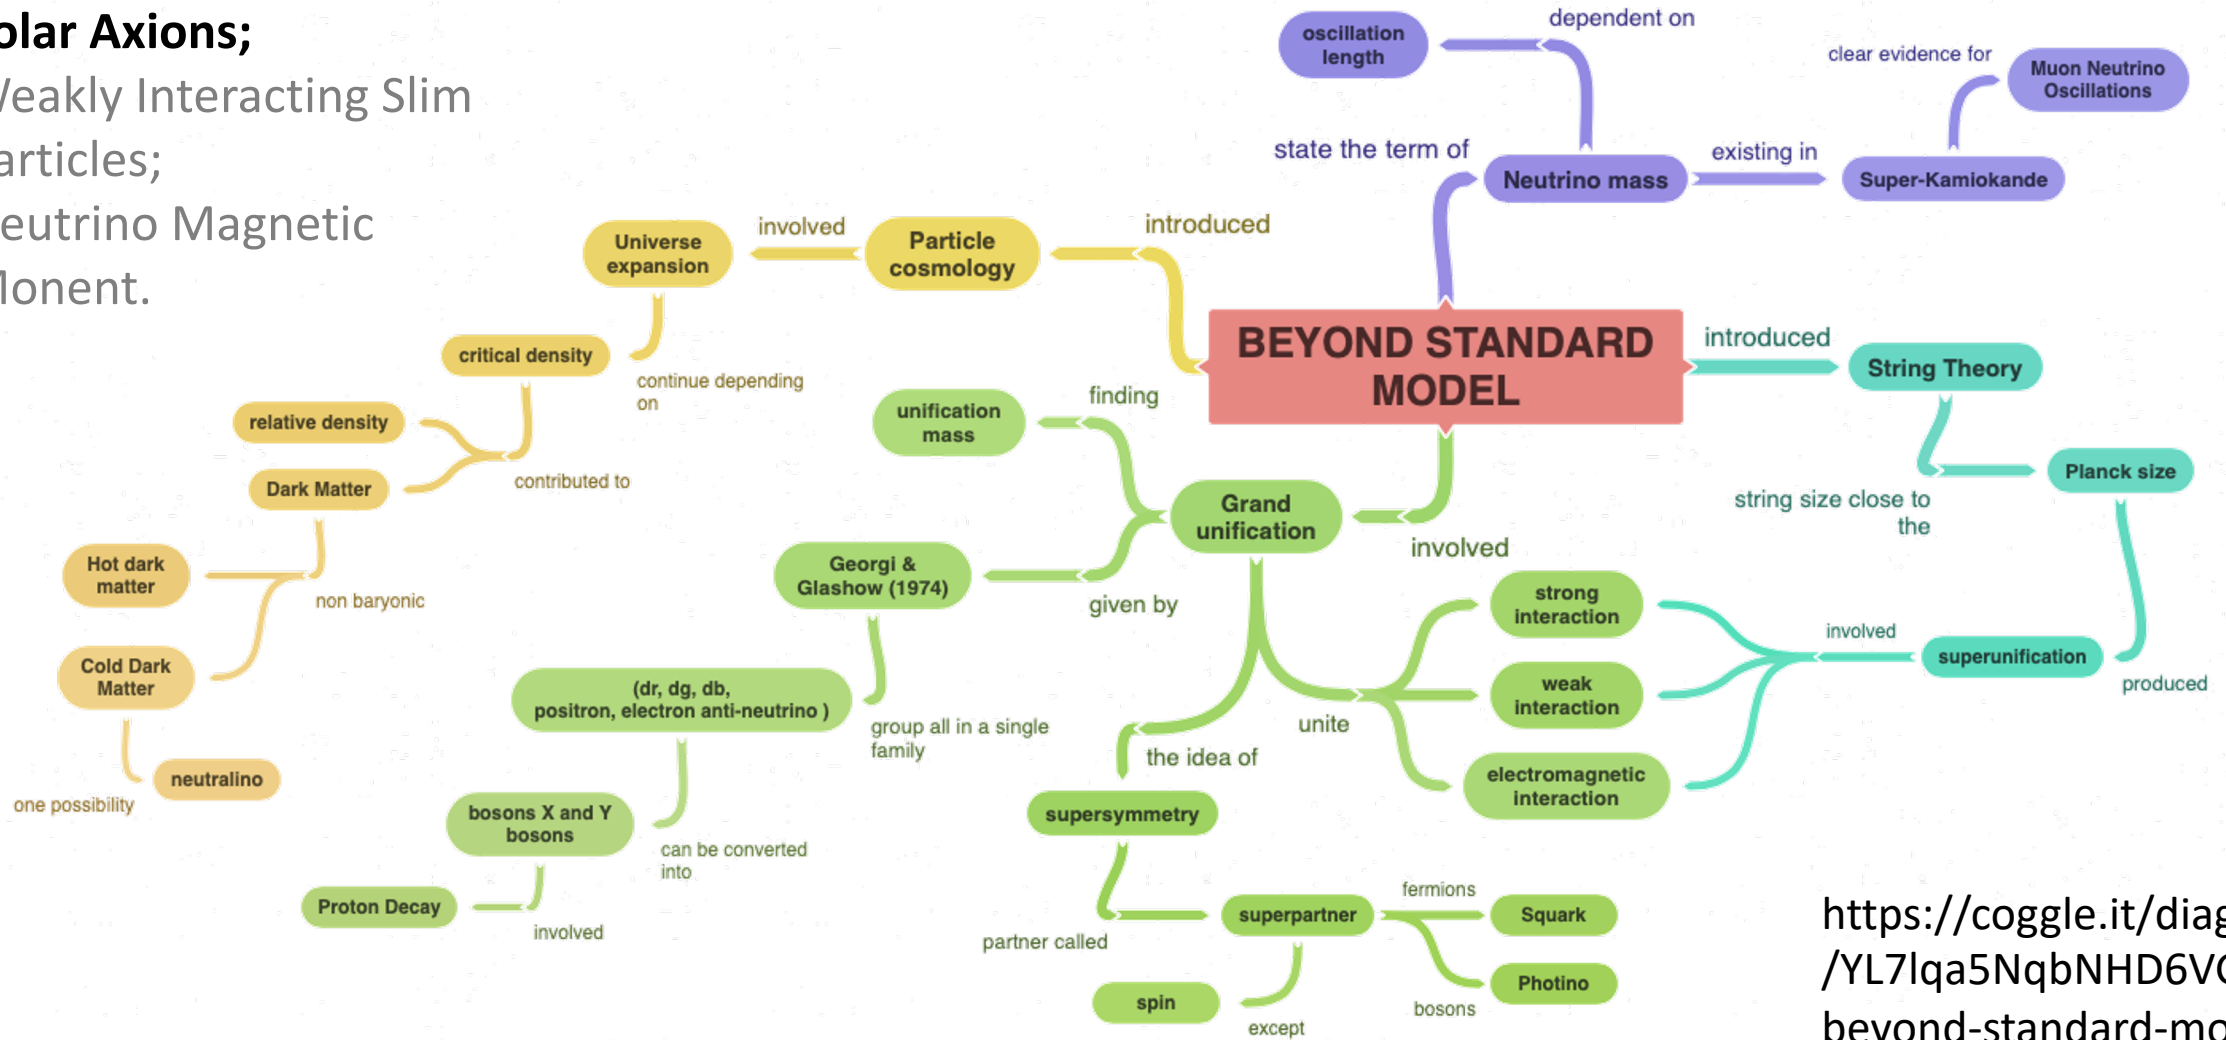 olar Axions;
Weakly Interacting Slim
articles;
eutrino Magnetic
Monent.
oscillation
length
dependent on
clear evidence for
Muon Neutrino
Oscillations
state the term of
Neutrino mass
existing in
Super-Kamiokande
Universe
expansion
involved
Particle
cosmology
introduced
BEYOND STANDARD
MODEL
introduced
String Theory
critical density
continue depending
on
relative density
Dark Matter
contributed to
Hot dark
matter
non baryonic
Cold Dark
Matter
neutralino
one possibility
unification
mass
finding
Grand
unification
involved
Georgi &
Glashow (1974)
given by
(dr, dg, db,
positron, electron anti-neutrino )
group all in a single
family
bosons X and Y
bosons
can be converted
into
Proton Decay
involved
the idea of
unite
supersymmetry
strong
interaction
weak
interaction
electromagnetic
interaction
string size close to
the
Planck size
involved
superunification
produced
partner called
superpartner
fermions
Squark
bosons
Photino
spin
except
https://coggle.it/diag
/YL7lqa5NqbNHD6VC
beyond-standard-mo